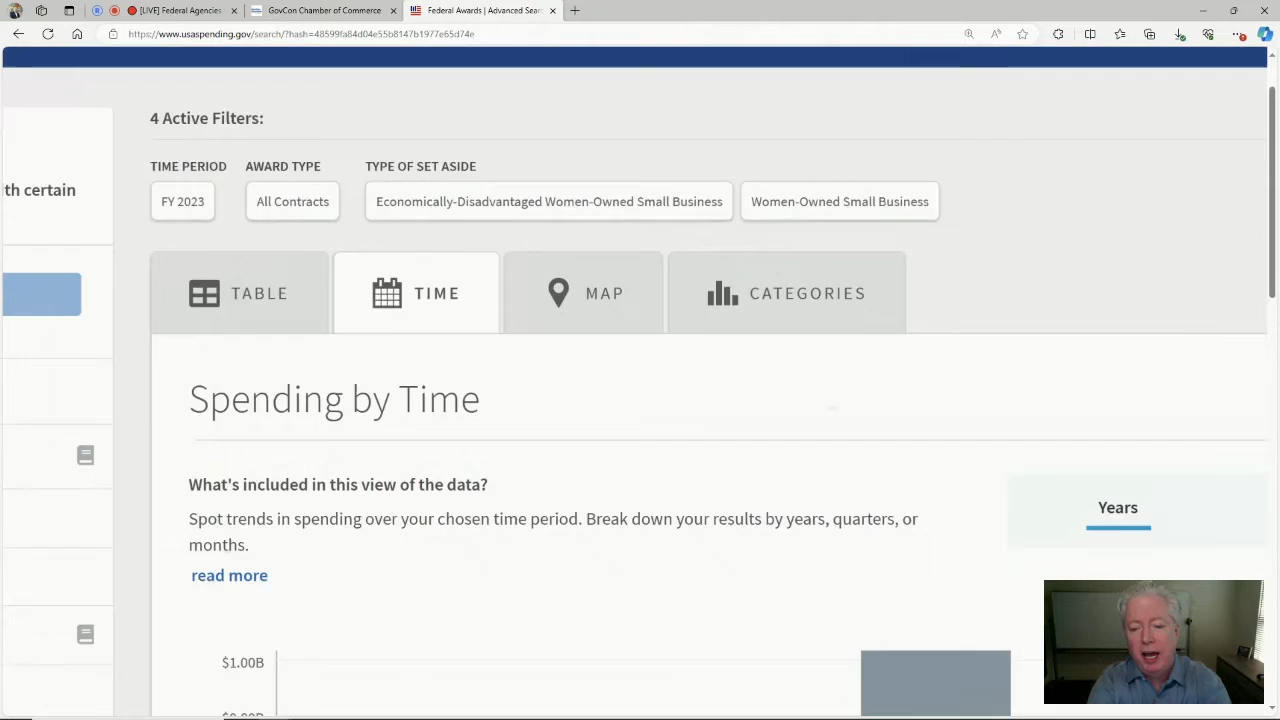 [LIVE] Federal Periods
GovCon Chamber of Commerce
Federal Awards | Advanced Sear
https://www.usaspending.gov/search/?hash=48599fa84d04e55b8147b1977e65d74e
4 Active Filters:
TIME PERIOD
AWARD TYPE
TYPE OF SET ASIDE
FY 2023
All Contracts
Economically-Disadvantaged Women-Owned Small Business
Women-Owned Small Business
th certain
TABLE
TIME
MAP
CATEGORIES
Spending by Time
What's included in this view of the data?
Spot trends in spending over your chosen time period. Break down your results by years, quarters, or
months.
read more
Years
$1.00B